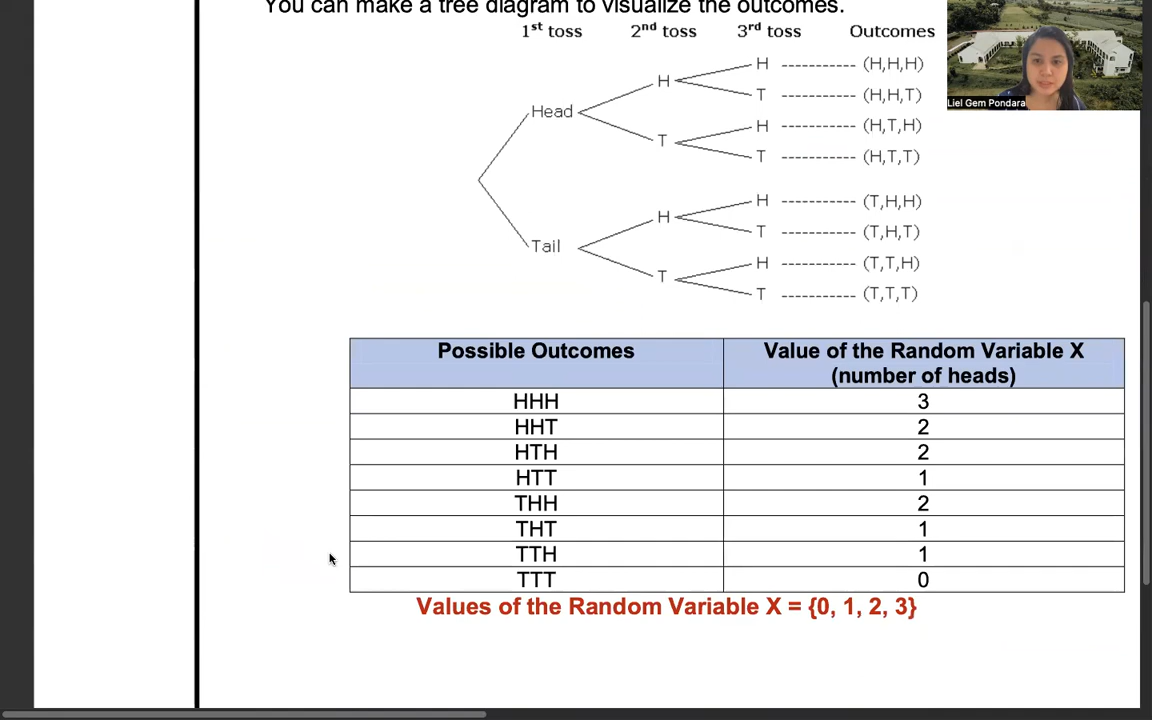 You can make a tree diagram to visualize the outcomes.
1st toss 2nd toss 3rd toss Outcomes
H ---------- (H,H,H)
H
T ---------- (H,H,T)
Head
H ---------- (H,T,H)
T
T ---------- (H,T,T)
H ---------- (T,H,H)
H
T ---------- (T,H,T)
Tail
H ---------- (T,T,H)
T
T ---------- (T,T,T)
Liel Gem Pondara
Possible Outcomes Value of the Random Variable X
(number of heads)
HHH 3
HHT 2
HTH 2
HTT 1
THH 2
THT 1
TTH 1
TTT 0
Values of the Random Variable X = {0, 1, 2, 3}